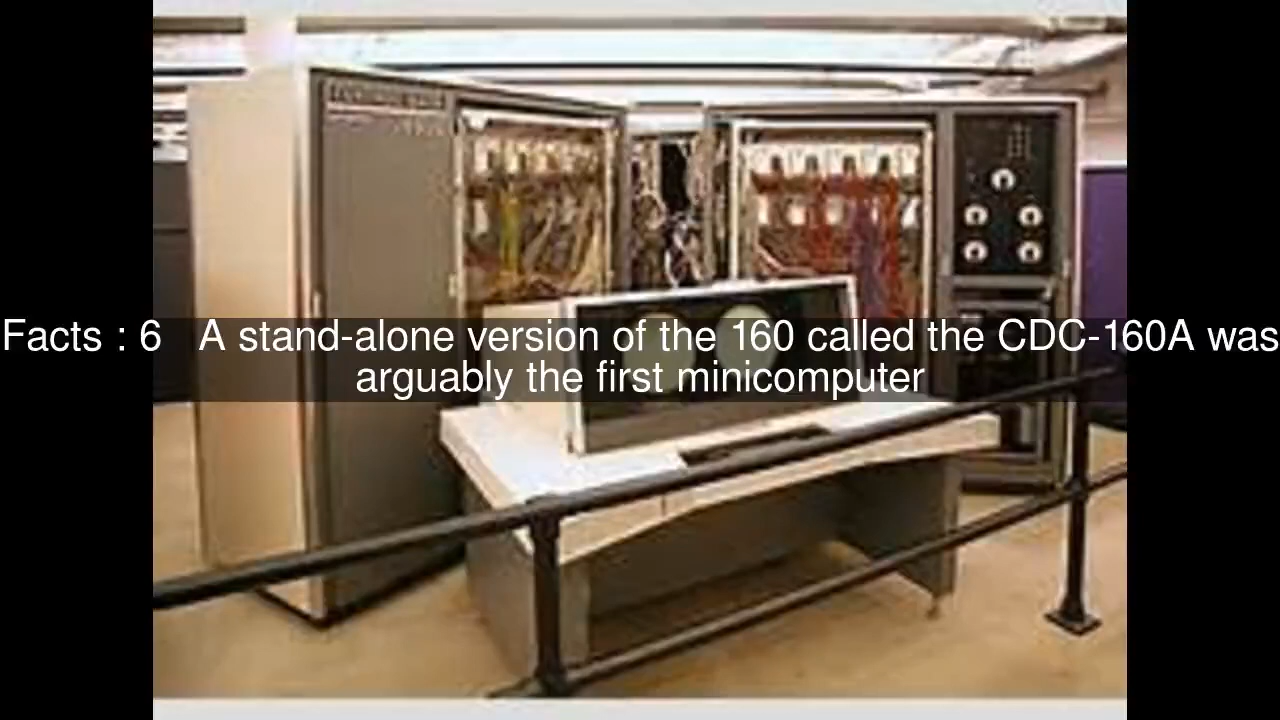 Facts : 6 A stand-alone version of the 160 called the CDC-160A was
arguably the first minicomputer